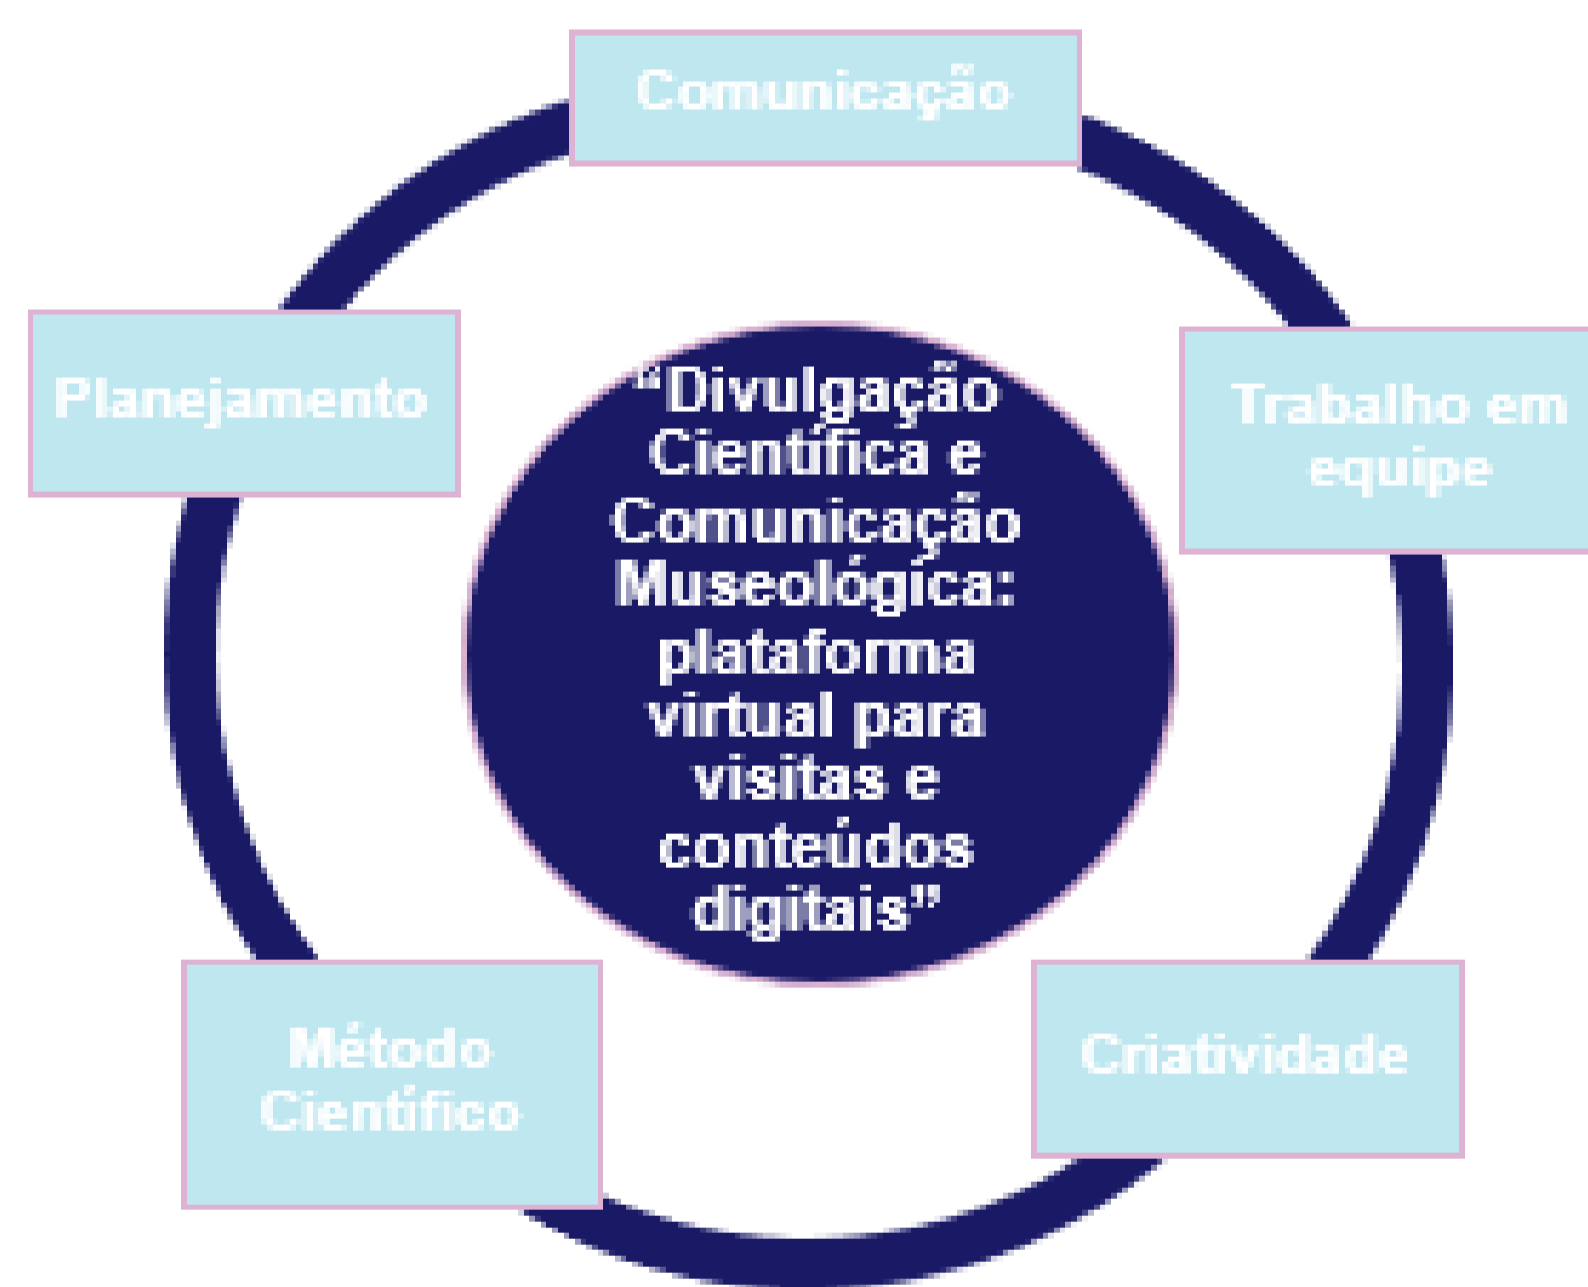 Comunicação
Planejamento
Trabalho em
equipe
“Divulgação
Científica e
Comunicação
Museológica:
plataforma
virtual para
visitas e
conteúdos
digitais”
Método
Científico
Criatividade